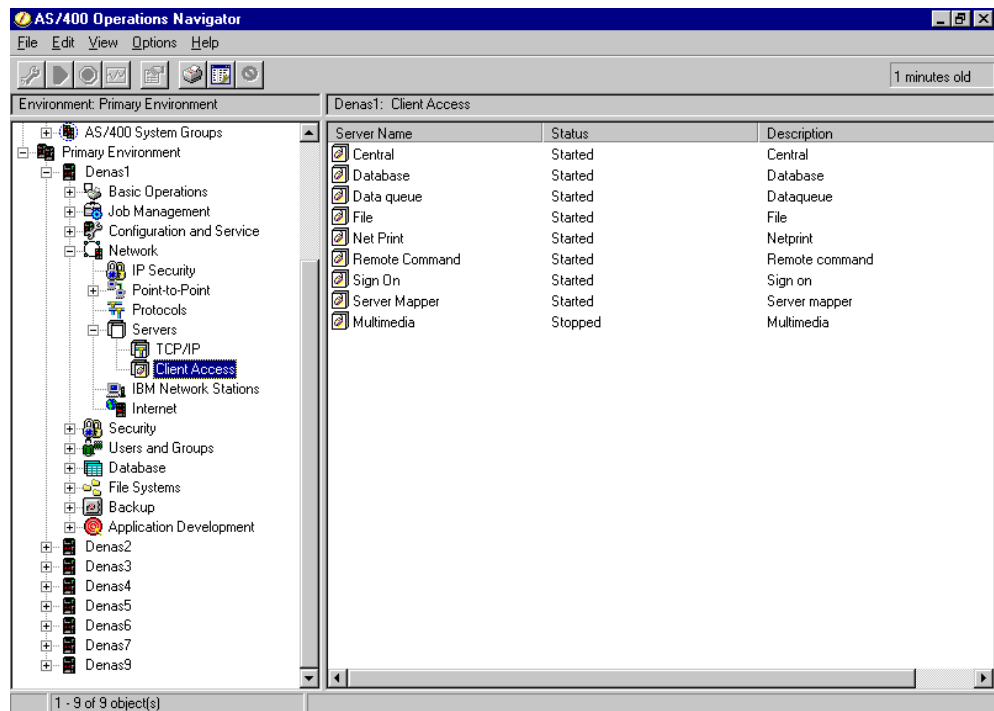 AS/400 Operations Navigator
File Edit View Options Help
1 minutes old
Environment: Primary Environment
Denas1: Client Access
AS/400 System Groups
Primary Environment
Denas1
Basic Operations
Job Management
Configuration and Service
Network
IP Security
Point-to-Point
Protocols
Servers
TCP/IP
Client Access
IBM Network Stations
Internet
Security
Users and Groups
Database
File Systems
Backup
Application Development
Denas2
Denas3
Denas4
Denas5
Denas6
Denas7
Denas9
Server Name Status Description
Central Started Central
Database Started Database
Data queue Started Dataqueue
File Started File
Net Print Started Netprint
Remote Command Started Remote command
Sign On Started Sign on
Server Mapper Started Server mapper
Multimedia Stopped Multimedia
1 - 9 of 9 object(s)